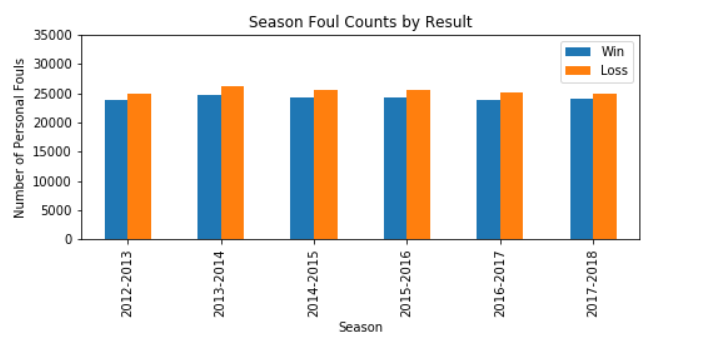 Season Foul Counts by Result
Number of Personal Fouls
35000
30000
25000
20000
15000
10000
5000
0
Win
Loss
2012-2013
2013-2014
2014-2015
2015-2016
2016-2017
2017-2018
Season